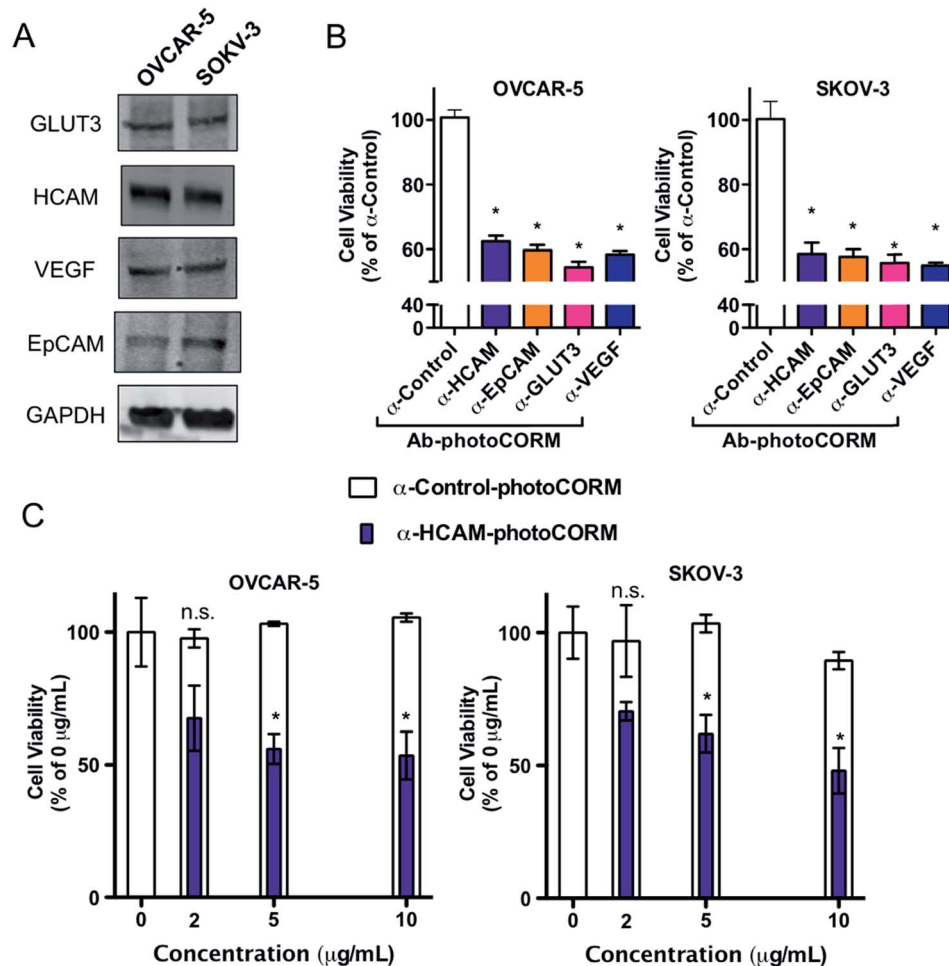 A
OVCAR-5
SOKV-3
GLUT3
HCAM
VEGF
EpCAM
GAPDH
B
OVCAR-5
Cell Viability
(% of α-Control)
100
80
60
40
0
* * * *
α-Control
α-HCAM
α-EpCAM
α-GLUT3
α-VEGF
Ab-photoCORM
SKOV-3
Cell Viability
(% of α-Control)
100
80
60
40
0
* * * *
α-Control
α-HCAM
α-EpCAM
α-GLUT3
α-VEGF
Ab-photoCORM
α-Control-photoCORM
α-HCAM-photoCORM
C
OVCAR-5
Cell Viability
(% of 0 μg/mL)
100
50
0
n.s.
* *
0 2 5 10
Concentration (μg/mL)
SKOV-3
Cell Viability
(% of 0 μg/mL)
100
50
0
n.s.
*
*
0 2 5 10
Concentration (μg/mL)